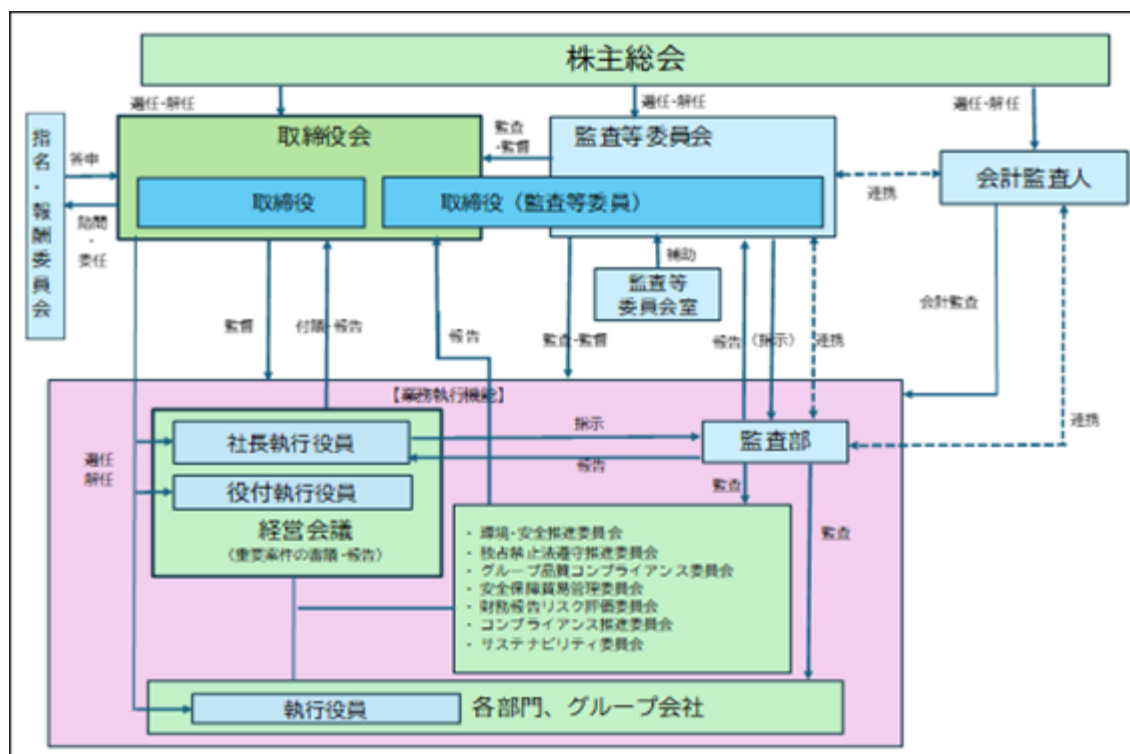 株主総会
選任・解任
選任・解任
選任・解任
指名・報酬委員会
答申
諮問・委任
取締役会
監査・監督
監査等委員会
会計監査人
連携
取締役
取締役（監査等委員）
補助
監査等
委員会室
会計監査
監督
付議・報告
報告
監査・監督
報告
（指示）
連携
【業務執行機能】
社長執行役員
指示
監査部
連携
報告
選任
解任
役付執行役員
監査
経営会議
（重要案件の審議・報告）
・ 環境・安全推進委員会
・ 独占禁止法遵守推進委員会
・ グループ品質コンプライアンス委員会
・ 安全保障貿易管理委員会
・ 財務報告リスク評価委員会
・ コンプライアンス推進委員会
・ サステナビリティ委員会
監査
執行役員
各部門、グループ会社